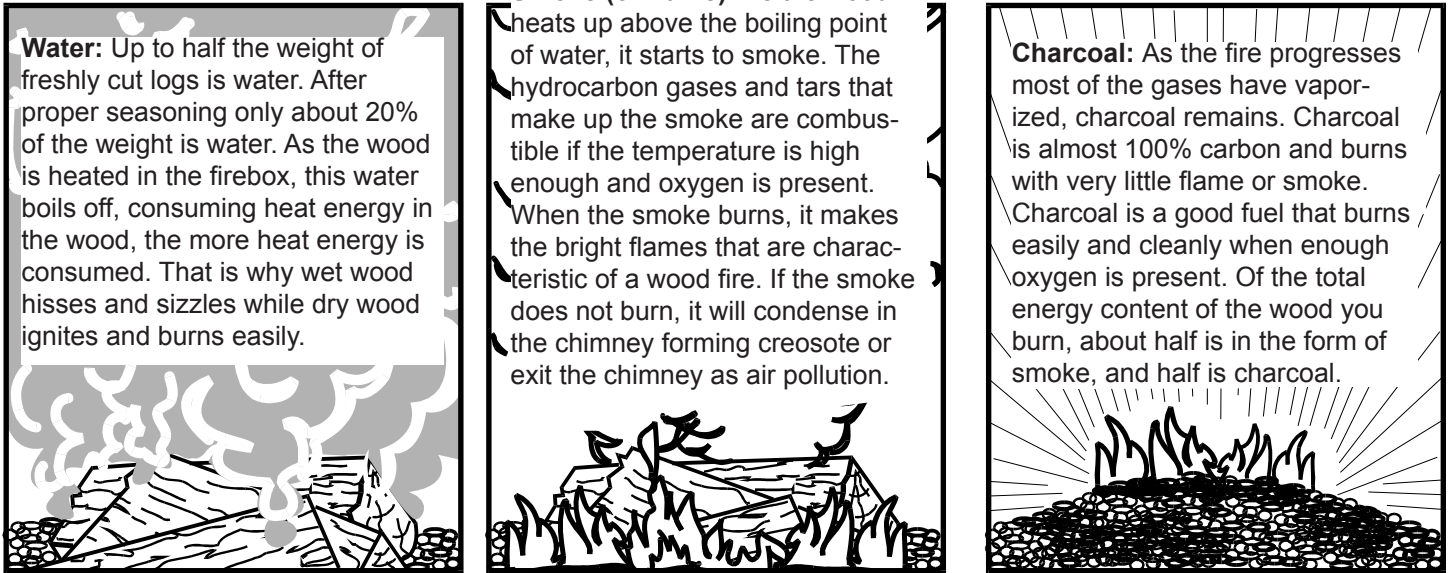 Water: Up to half the weight of
freshly cut logs is water. After
proper seasoning only about 20%
of the weight is water. As the wood
is heated in the firebox, this water
boils off, consuming heat energy in
the wood, the more heat energy is
consumed. That is why wet wood
hisses and sizzles while dry wood
ignites and burns easily.
heats up above the boiling point
of water, it starts to smoke. The
hydrocarbon gases and tars that
make up the smoke are combus-
tible if the temperature is high
enough and oxygen is present.
When the smoke burns, it makes
the bright flames that are charac-
teristic of a wood fire. If the smoke
does not burn, it will condense in
the chimney forming creosote or
exit the chimney as air pollution.
Charcoal: As the fire progresses
most of the gases have vapor-
ized, charcoal remains. Charcoal
is almost 100% carbon and burns
with very little flame or smoke.
Charcoal is a good fuel that burns
easily and cleanly when enough
oxygen is present. Of the total
energy content of the wood you
burn, about half is in the form of
smoke, and half is charcoal.